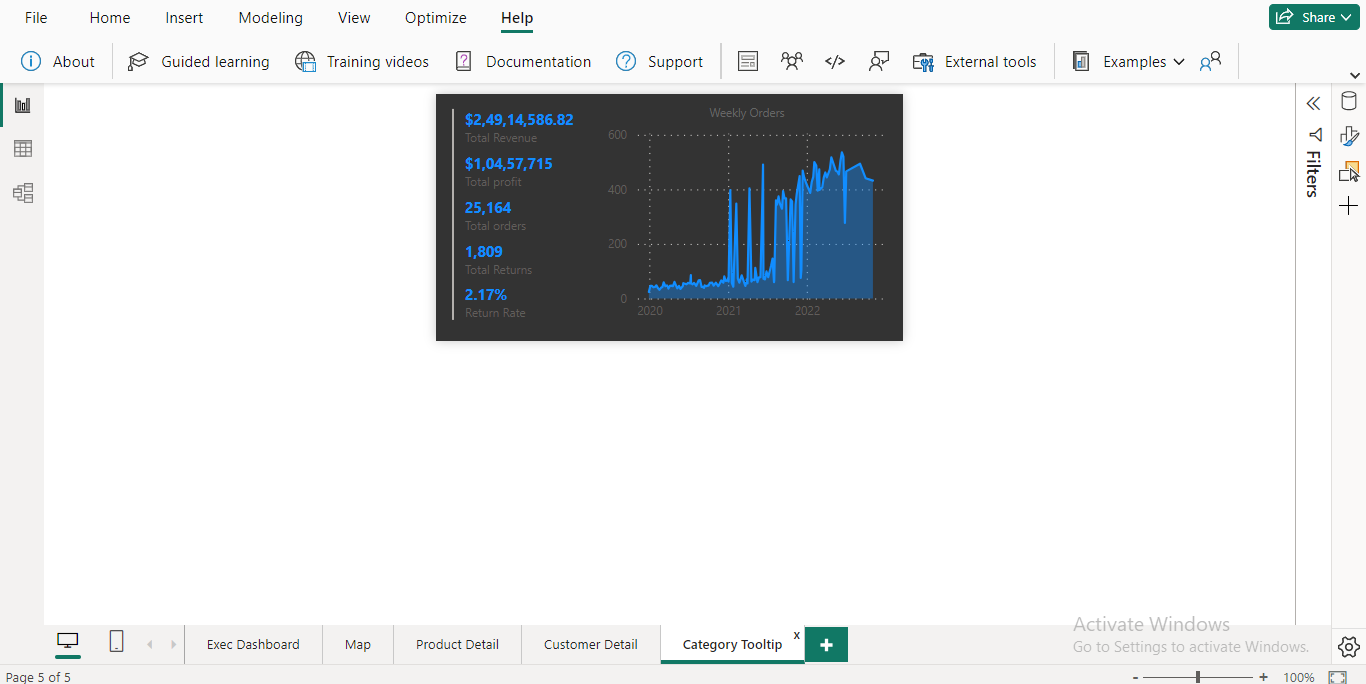 File Home Insert Modeling View Optimize Help Share
About Guided learning Training videos Documentation Support External tools Examples
Filters
$2,49,14,586.82
Total Revenue
$1,04,57,715
Total profit
25,164
Total orders
1,809
Total Returns
2.17%
Return Rate
Weekly Orders
600
400
200
0
2020 2021 2022
Activate Windows
Go to Settings to activate Windows.
Exec Dashboard Map Product Detail Customer Detail Category Tooltip x +
Page 5 of 5 - + 100%